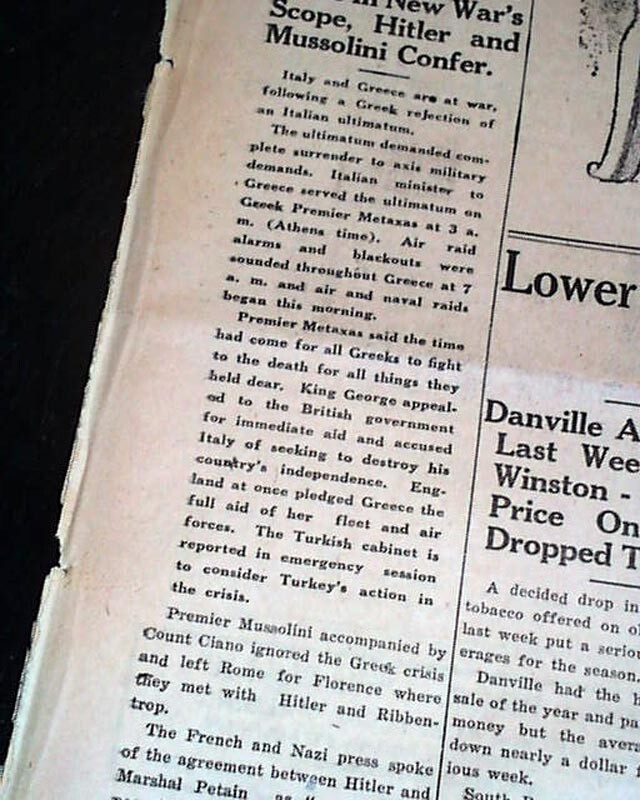 in New War's
Scope, Hitler and
Mussolini Confer.
Italy and Greece are at war,
following a Greek rejection of
an Italian ultimatum.
The ultimatum demanded com-
plete surrender to axis military
demands. Italian minister to
Greece served the ultimatum on
Greek Premier Metaxas at 3 a.
m. (Athens time). Air raid
alarms and blackouts were
sounded throughout Greece at 7
a. m. and air and naval raids
began this morning.
Premier Metaxas said the time
had come for all Greeks to fight
to the death for all things they
held dear. King George appeal-
ed to the British government
for immediate aid and accused
Italy of seeking to destroy his
country's independence. Eng-
land at once pledged Greece the
full aid of her fleet and air
forces. The Turkish cabinet is
reported in emergency session
to consider Turkey's action in
the crisis.
Premier Mussolini accompanied by
Count Ciano ignored the Greek crisis
and left Rome for Florence where
they met with Hitler and Ribben-
trop.
The French and Nazi press spoke
of the agreement between Hitler and
Marshal Petain
Lower
Danville A
Last Wee
Winston -
Price On
Dropped T
A decided drop in
tobacco offered on
last week put a seriou
erages for the season.
Danville had the h
sale of the year and pa
money but the avera
down nearly a dollar
ious week.
South